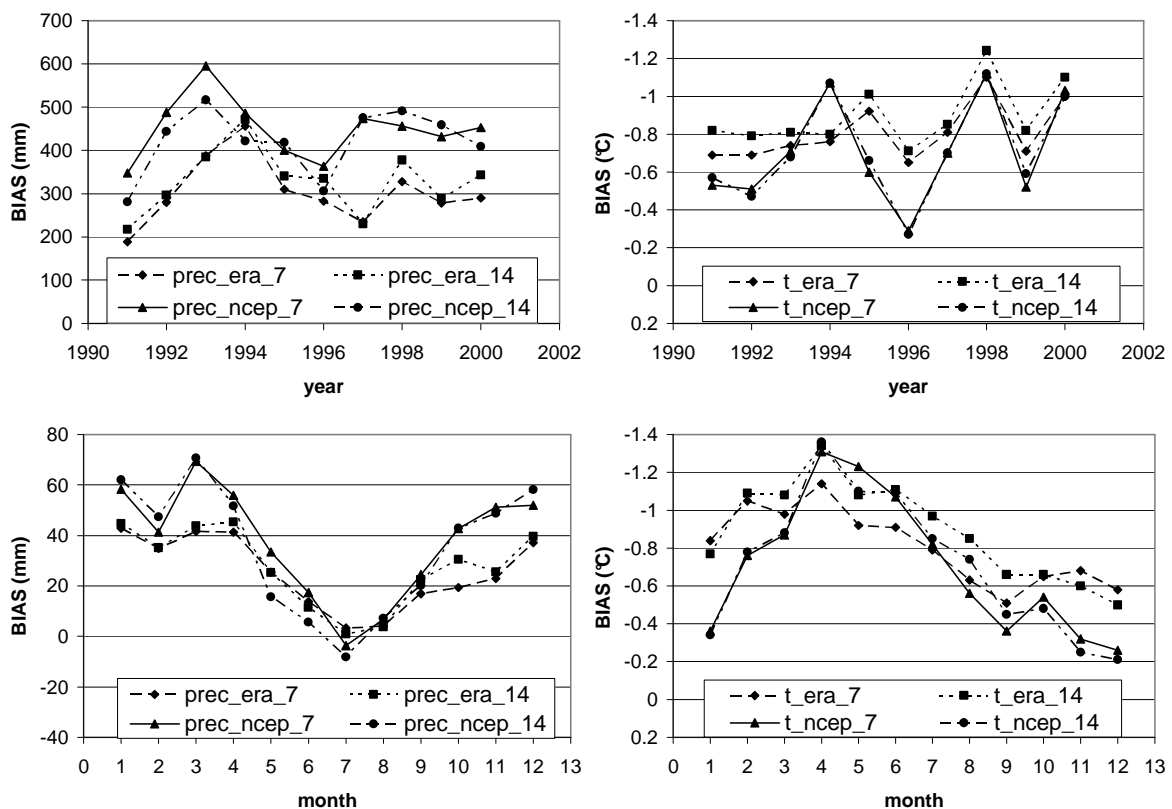 700
600
500
400
300
200
100
0
BIAS (mm)
prec_era_7
prec_era_14
prec_ncep_7
prec_ncep_14
1990 1992 1994 1996 1998 2000 2002
year
-1.4
-1.2
-1
-0.8
-0.6
-0.4
-0.2
0
0.2
BIAS (°C)
t_era_7
t_era_14
t_ncep_7
t_ncep_14
1990 1992 1994 1996 1998 2000 2002
year
80
60
40
20
0
-20
-40
BIAS (mm)
prec_era_7
prec_era_14
prec_ncep_7
prec_ncep_14
0 1 2 3 4 5 6 7 8 9 10 11 12 13
month
-1.4
-1.2
-1
-0.8
-0.6
-0.4
-0.2
0
0.2
BIAS (°C)
t_era_7
t_era_14
t_ncep_7
t_ncep_14
0 1 2 3 4 5 6 7 8 9 10 11 12 13
month